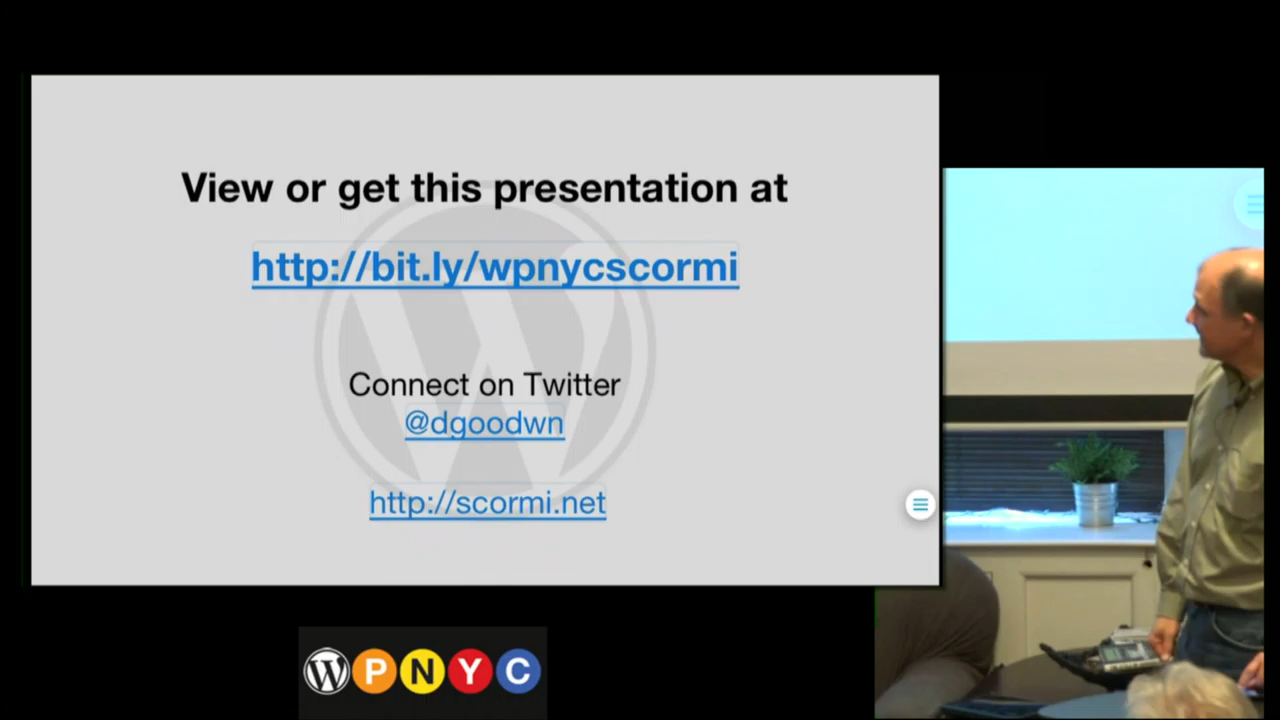 View or get this presentation at
http://bit.ly/wpnycscormi
Connect on Twitter
@dgoodwn
http://scormi.net
W P N Y C